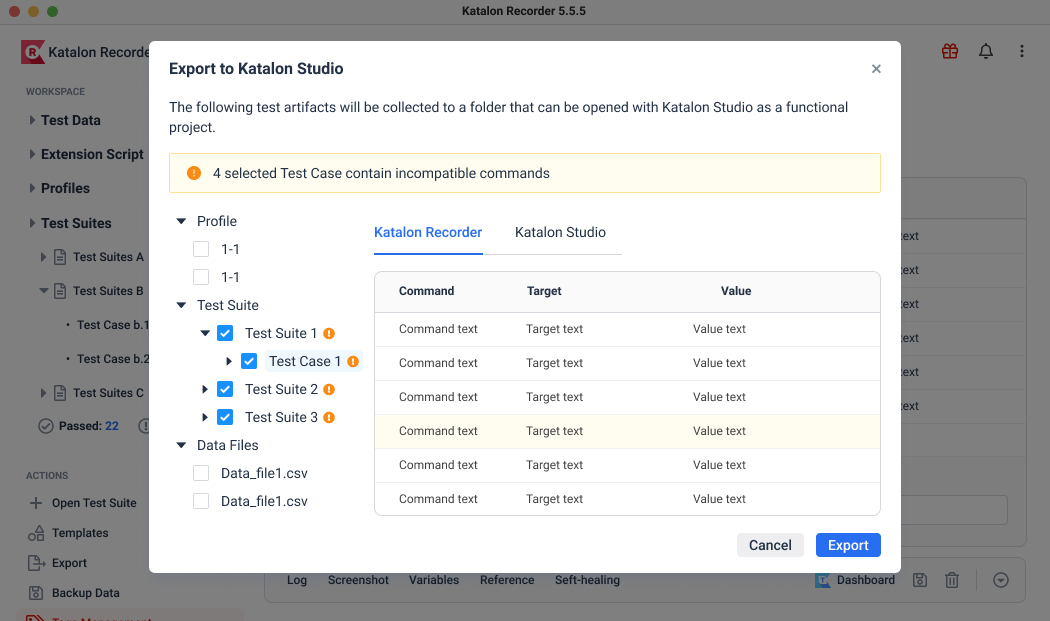 Katalon Recorder 5.5.5
Katalon Recorde
WORKSPACE
Test Data
Extension Script
Profiles
Test Suites
Test Suites A
Test Suites B
Test Case b.1
Test Case b.2
Test Suites C
Passed: 22
ACTIONS
Open Test Suite
Templates
Export
Backup Data
Export to Katalon Studio
The following test artifacts will be collected to a folder that can be opened with Katalon Studio as a functional
project.
4 selected Test Case contain incompatible commands
Profile
1-1
1-1
Test Suite
Test Suite 1
Test Case 1
Test Suite 2
Test Suite 3
Data Files
Data_file1.csv
Data_file1.csv
Katalon Recorder Katalon Studio
Command Target Value
Command text Target text Value text
Command text Target text Value text
Command text Target text Value text
Command text Target text Value text
Command text Target text Value text
Command text Target text Value text
Cancel Export
ext
ext
ext
ext
ext
ext
Log Screenshot Variables Reference Seft-healing Dashboard